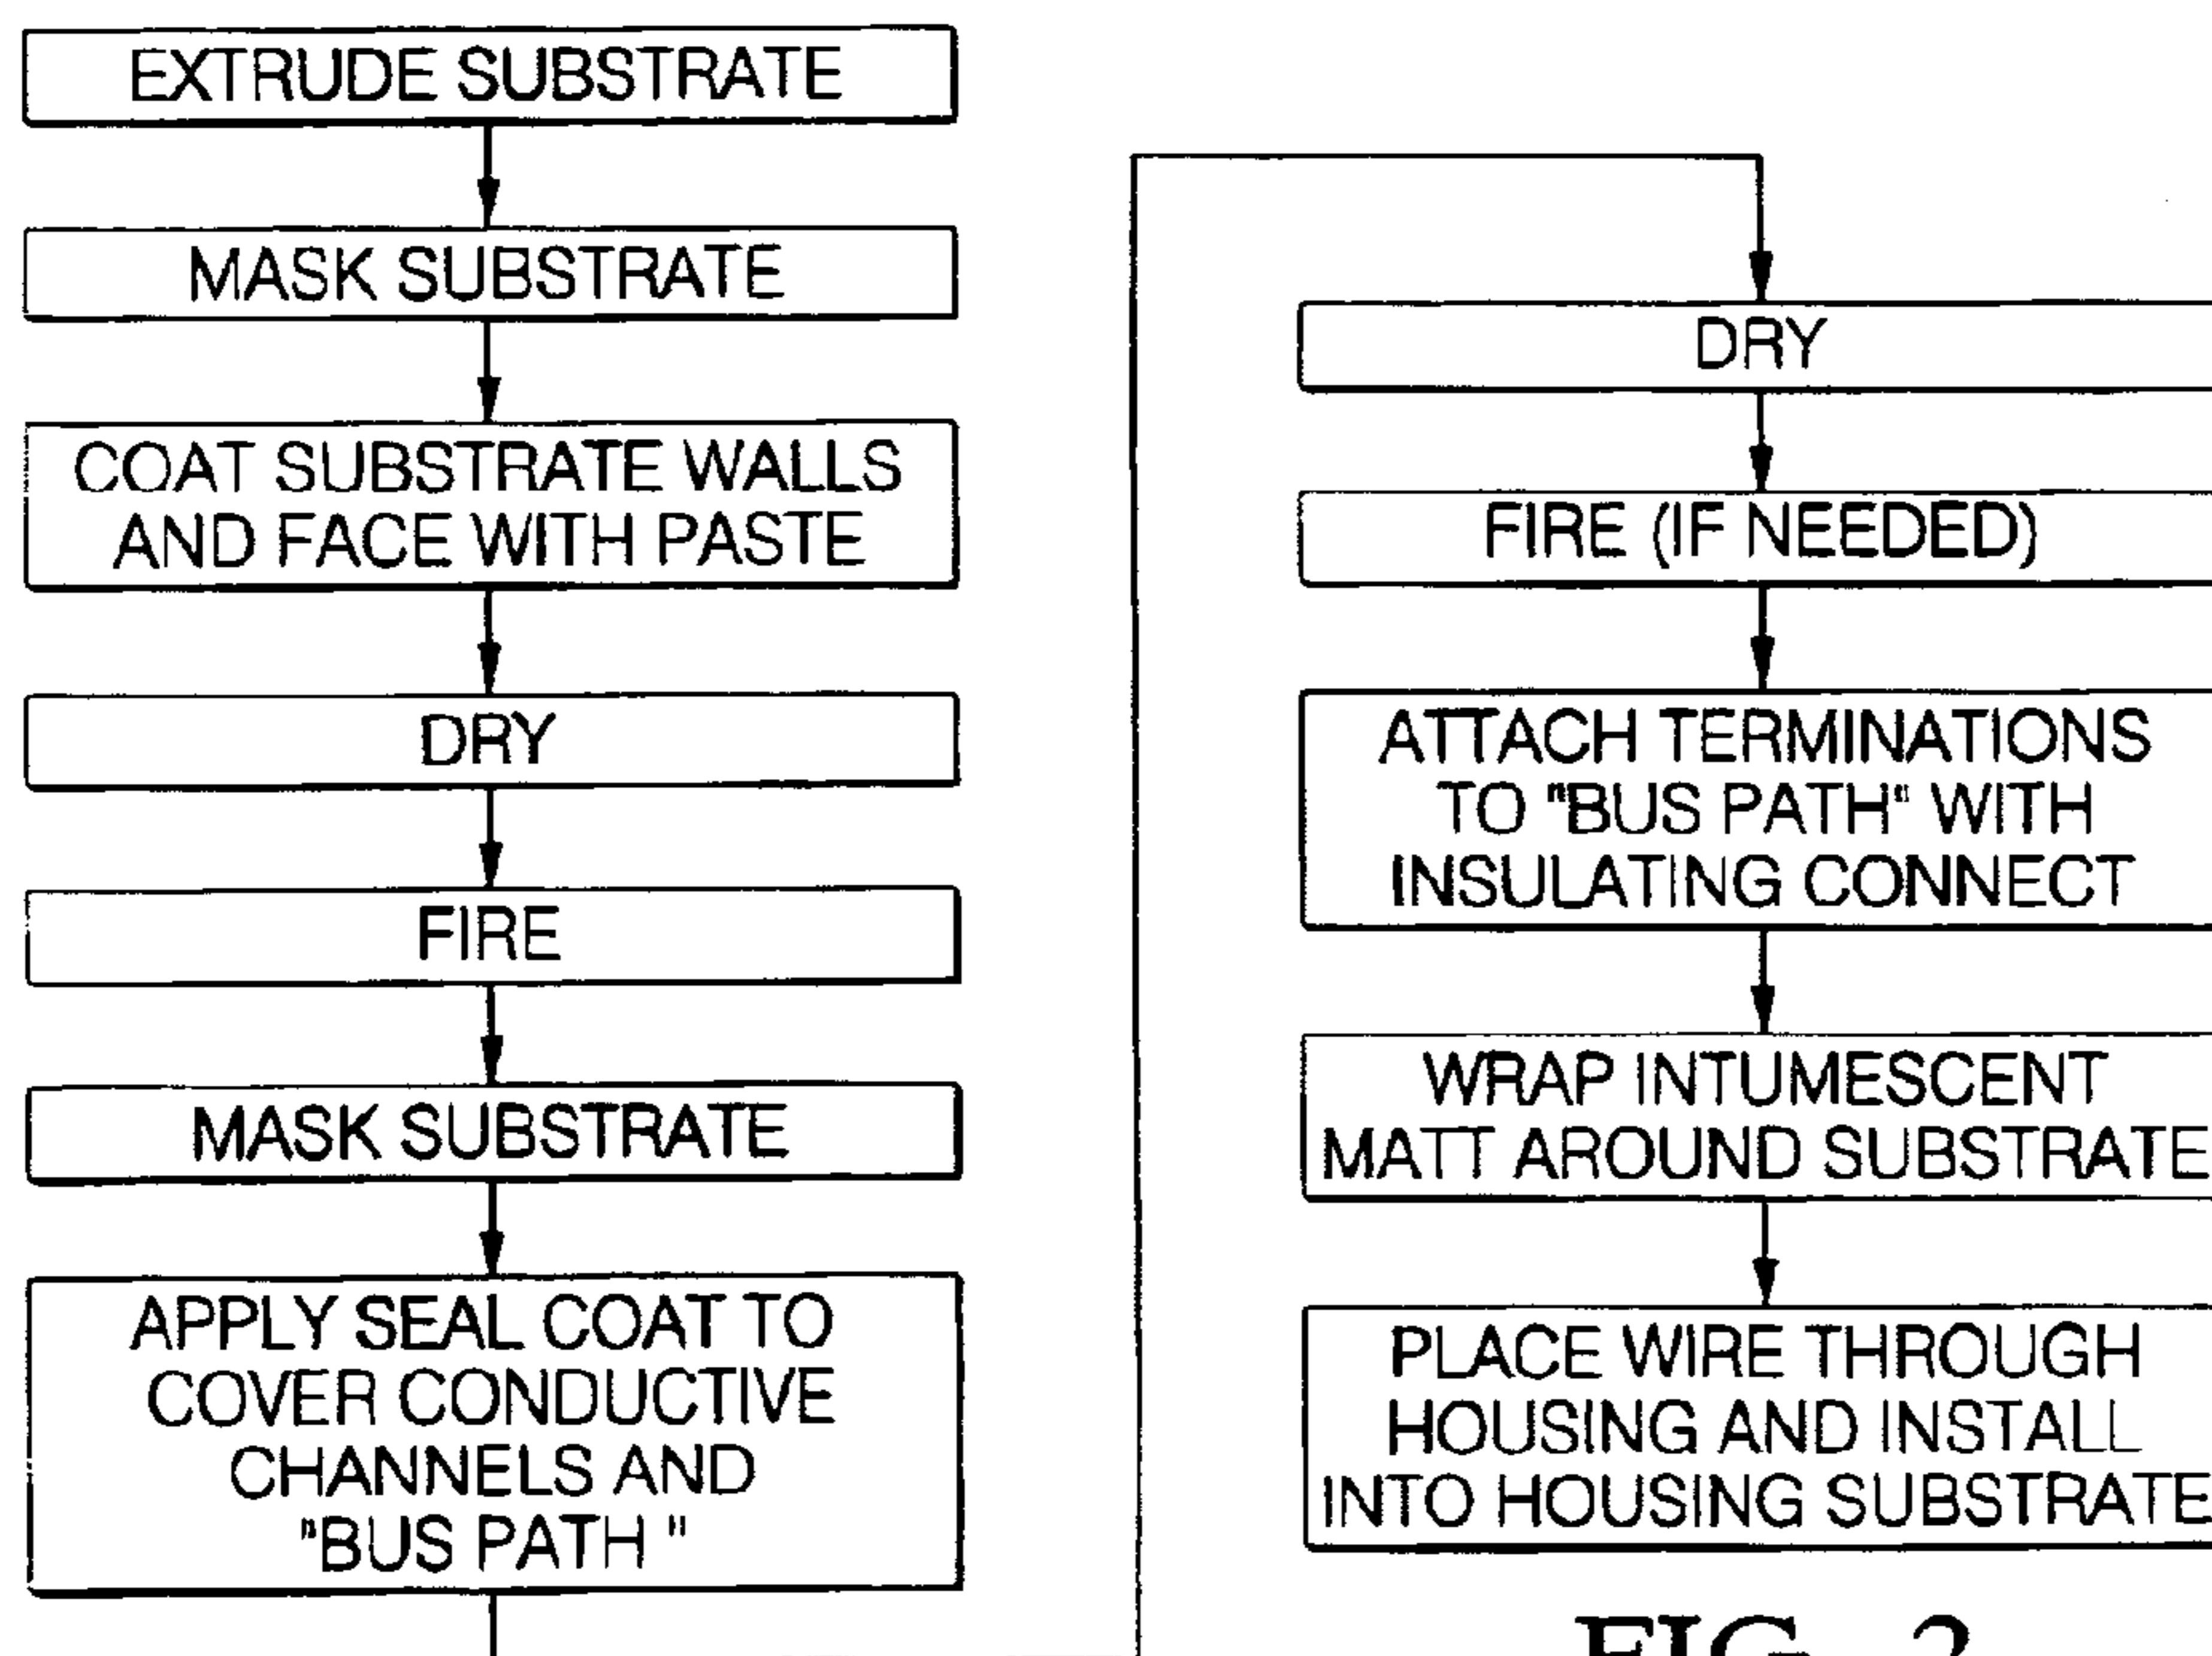 EXTRUDE SUBSTRATE
MASK SUBSTRATE
COAT SUBSTRATE WALLS
AND FACE WITH PASTE
DRY
FIRE
MASK SUBSTRATE
APPLY SEAL COAT TO
COVER CONDUCTIVE
CHANNELS AND
"BUS PATH "
DRY
FIRE (IF NEEDED)
ATTACH TERMINATIONS
TO "BUS PATH" WITH
INSULATING CONNECT
WRAP INTUMESCENT
MATT AROUND SUBSTRATE
PLACE WIRE THROUGH
HOUSING AND INSTALL
INTO HOUSING SUBSTRATE